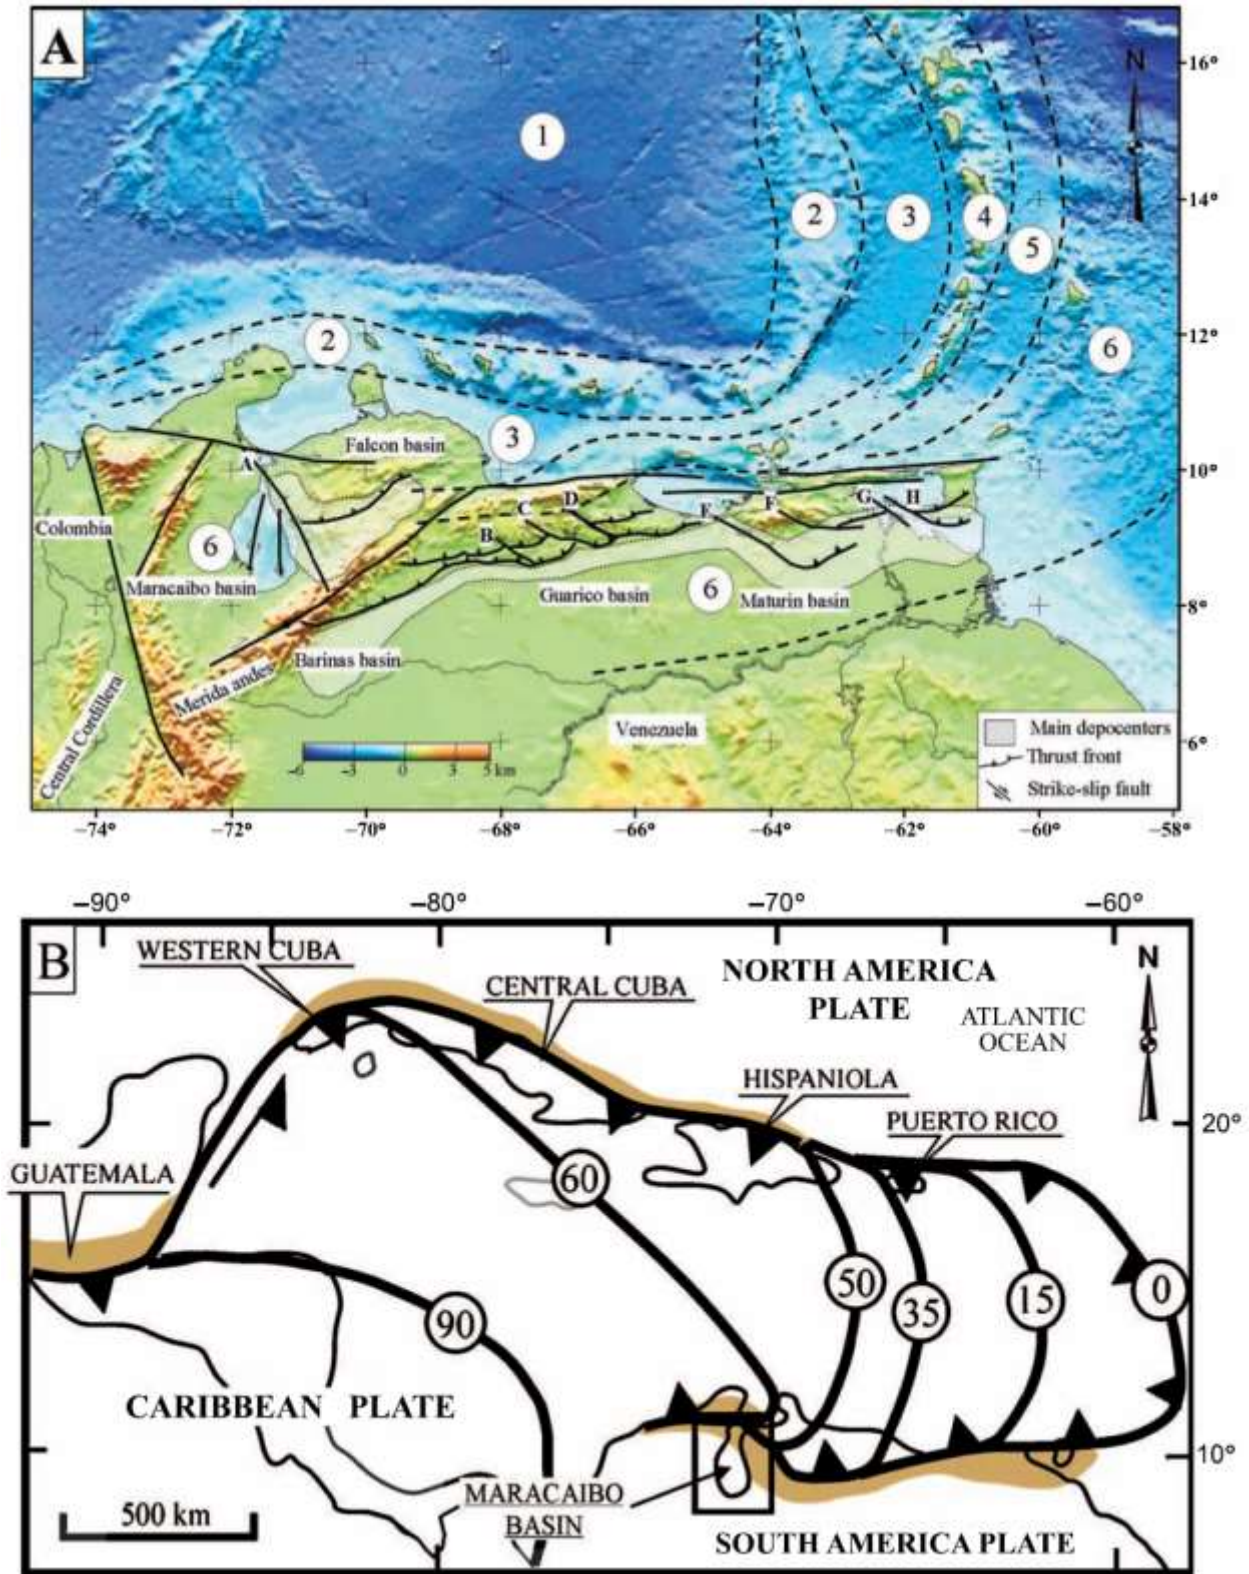 A
N
16°
14°
12°
10°
8°
6°
1
2
3
4
5
6
2
3
Falcon basin
A
Colombia
6
Maracaibo basin
B
C
D
E
F
G
H
Guarico basin
6
Maturin basin
Barinas basin
Merida andes
Central Cordillera
Venezuela
−6 −3 0 3 5 km
Main depocenters
Thrust front
Strike-slip fault
−74° −72° −70° −68° −66° −64° −62° −60° −58°
−90° −80° −70° −60°
B
WESTERN CUBA
CENTRAL CUBA
NORTH AMERICA
PLATE
ATLANTIC
OCEAN
N
HISPANIOLA
PUERTO RICO
20°
GUATEMALA
60
50
35
15
0
90
CARIBBEAN PLATE
10°
MARACAIBO
BASIN
500 km
SOUTH AMERICA PLATE